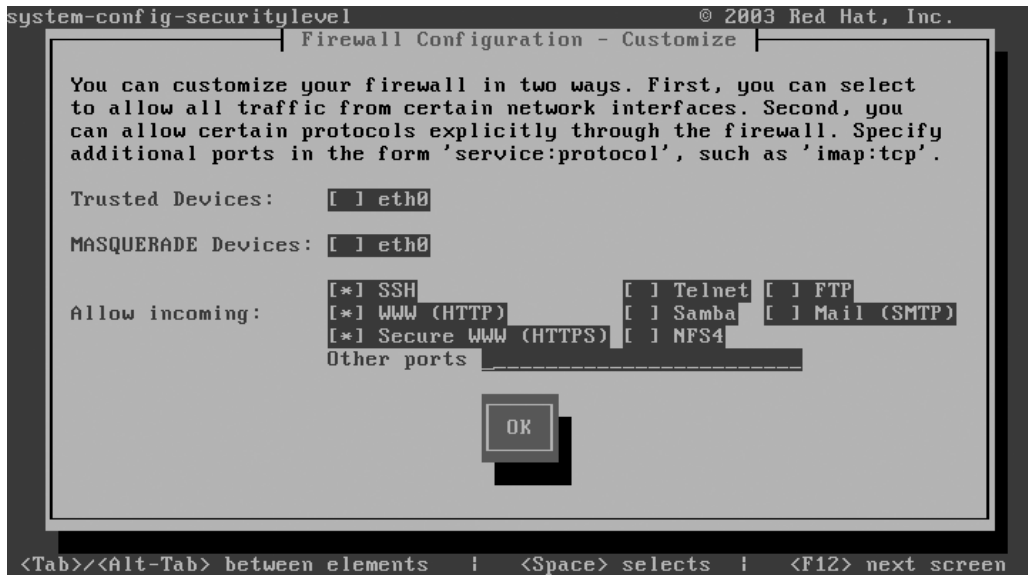 system-config-securitylevel © 2003 Red Hat, Inc.
Firewall Configuration - Customize
You can customize your firewall in two ways. First, you can select
to allow all traffic from certain network interfaces. Second, you
can allow certain protocols explicitly through the firewall. Specify
additional ports in the form 'service:protocol', such as 'imap:tcp'.
Trusted Devices: [ ] eth0
MASQUERADE Devices: [ ] eth0
[*] SSH [ ] Telnet [ ] FTP
Allow incoming: [*] WWW (HTTP) [ ] Samba [ ] Mail (SMTP)
[*] Secure WWW (HTTPS) [ ] NFS4
Other ports _________________________
OK
<Tab>/<Alt-Tab> between elements | <Space> selects | <F12> next screen